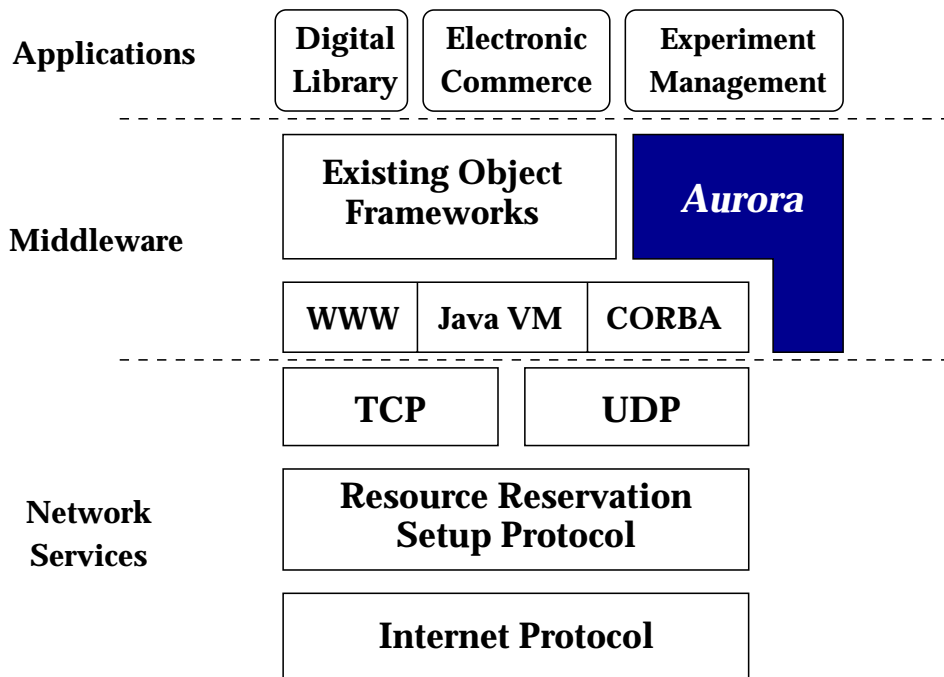 Applications
Digital
Library
Electronic
Commerce
Experiment
Management
Middleware
Existing Object
Frameworks
Aurora
WWW
Java VM
CORBA
Network
Services
TCP
UDP
Resource Reservation
Setup Protocol
Internet Protocol